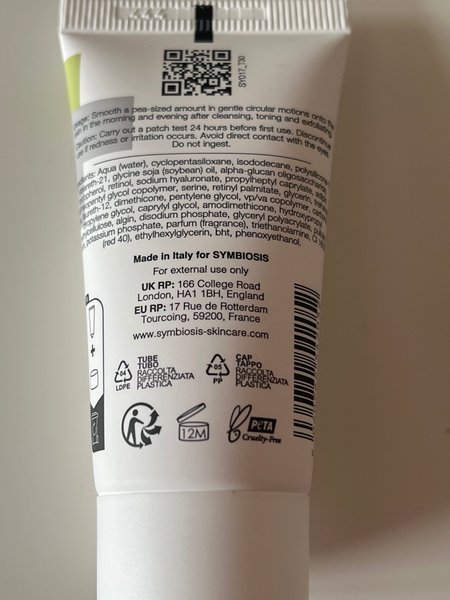 SY017_T30
Usage: Smooth a pea-sized amount in gentle circular motions onto
skin in the morning and evening after cleansing, toning and exfoliating.
Caution: Carry out a patch test 24 hours before first use. Discontinue
use if redness or irritation occurs. Avoid direct contact with the eyes.
Do not ingest.
Aqua (water), cyclopentasiloxane, isododecane,
glycine soja (soybean) oil, alpha-glucan oligosaccharide,
retinol, sodium hyaluronate, propylheptyl caprylate,
glycol copolymer, serine, retinyl palmitate, glycerin,
dimethicone, pentylene glycol, vp/va copolymer,
propylene glycol, caprylyl glycol, amodimethicone,
algin, disodium phosphate, glyceryl polyacrylate,
potassium phosphate, parfum (fragrance), triethanolamine, CI
(red 40), ethylhexylglycerin, bht, phenoxyethanol.
Made in Italy for SYMBIOSIS
For external use only
UK RP: 166 College Road
London, HA1 1BH, England
EU RP: 17 Rue de Rotterdam
Tourcoing, 59200, France
www.symbiosis-skincare.com
04
LDPE
TUBE
TUBO
RACCOLTA
DIFFERENZIATA
PLASTICA
05
PP
CAP
TAPPO
RACCOLTA
DIFFERENZIATA
PLASTICA
12M
PETA
Cruelty-Free